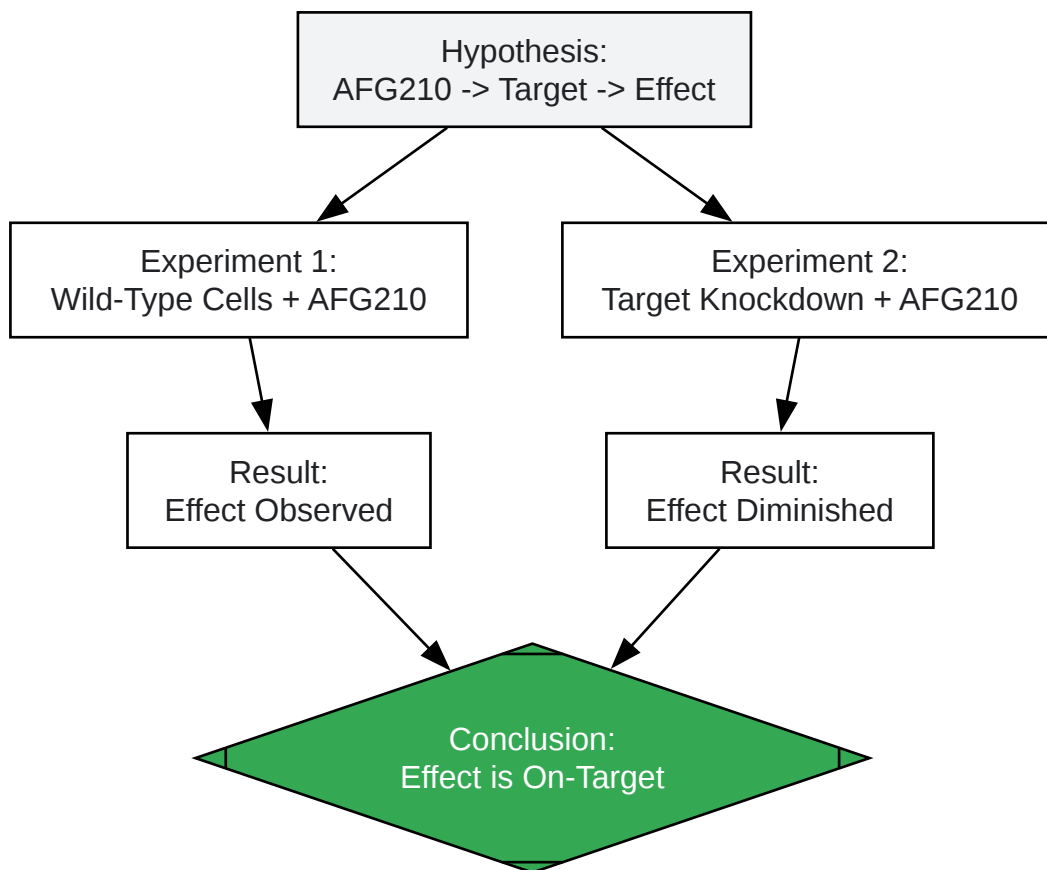 Hypothesis:
AFG210 -> Target -> Effect
Experiment 1:
Wild-Type Cells + AFG210
Experiment 2:
Target Knockdown + AFG210
Result:
Effect Observed
Result:
Effect Diminished
Conclusion:
Effect is On-Target